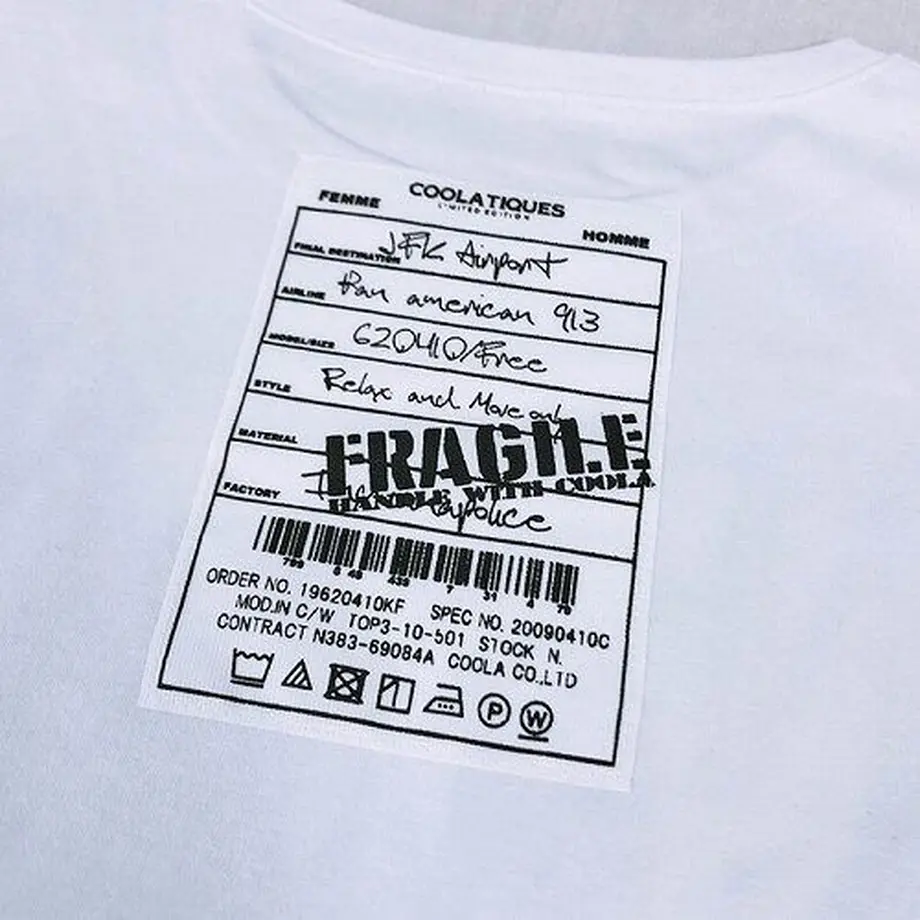 COOLATIQUES
LIMITED EDITION
FEMME
HOMME
FINAL DESTINATION JFK Airport
AIRLINE Pan american 913
MODEL/SIZE 620410/Free
STYLE Relax and Move only
MATERIAL
FRAGILE
HANDLE WITH COOLA
FACTORY
ORDER NO. 19620410KF SPEC NO. 20090410C
MOD.IN C/W TOP3-10-501 STOCK N.
CONTRACT N383-69084A COOLA CO.,LTD
P W